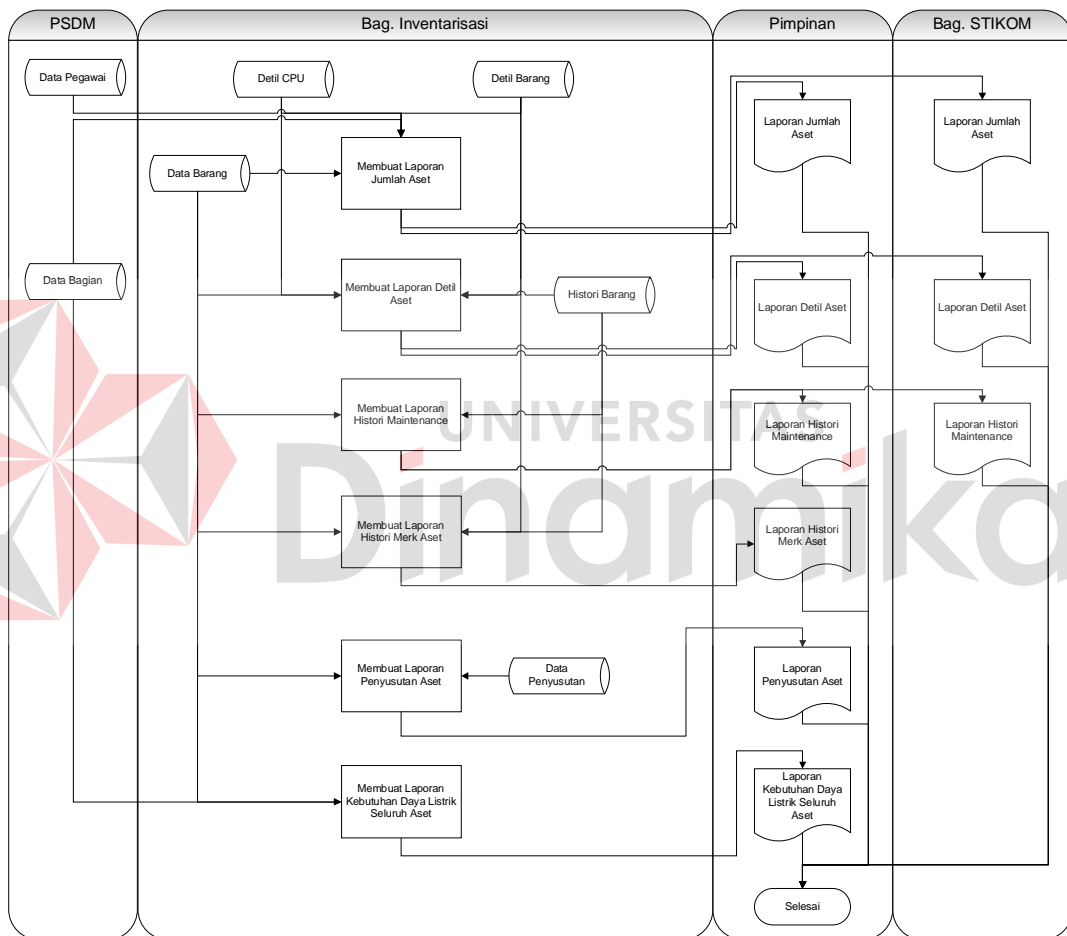 PSDM
Bag. Inventarisasi
Pimpinan
Bag. STIKOM
Data Pegawai
Detil CPU
Detil Barang
Laporan Jumlah
Aset
Laporan Jumlah
Aset
Data Barang
Membuat Laporan
Jumlah Aset
Data Bagian
Membuat Laporan Detil
Aset
Histori Barang
Laporan Detil Aset
Laporan Detil Aset
Membuat Laporan
Histori Maintenance
Laporan Histori
Maintenance
Laporan Histori
Maintenance
UNIVERSITAS
Dinamika
Membuat Laporan
Histori Merk Aset
Laporan Histori
Merk Aset
Membuat Laporan
Penyusutan Aset
Data
Penyusutan
Laporan
Penyusutan Aset
Membuat Laporan
Kebutuhan Daya Listrik
Seluruh Aset
Laporan
Kebutuhan Daya
Listrik Seluruh
Aset
Selesai